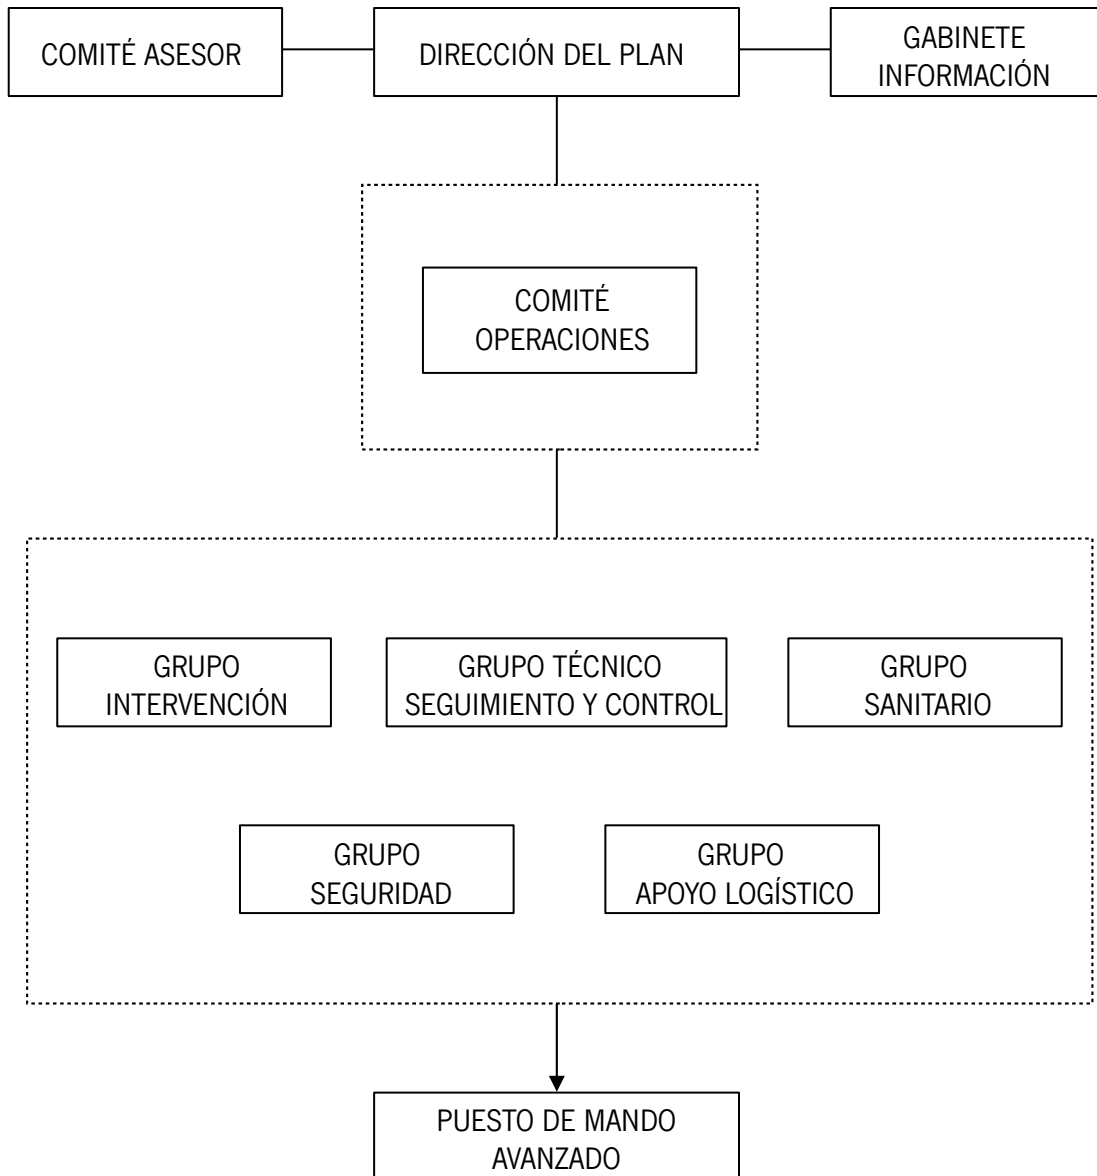 COMITÉ ASESOR
DIRECCIÓN DEL PLAN
GABINETE
INFORMACIÓN
COMITÉ
OPERACIONES
GRUPO
INTERVENCIÓN
GRUPO TÉCNICO
SEGUIMIENTO Y CONTROL
GRUPO
SANITARIO
GRUPO
SEGURIDAD
GRUPO
APOYO LOGÍSTICO
PUESTO DE MANDO
AVANZADO